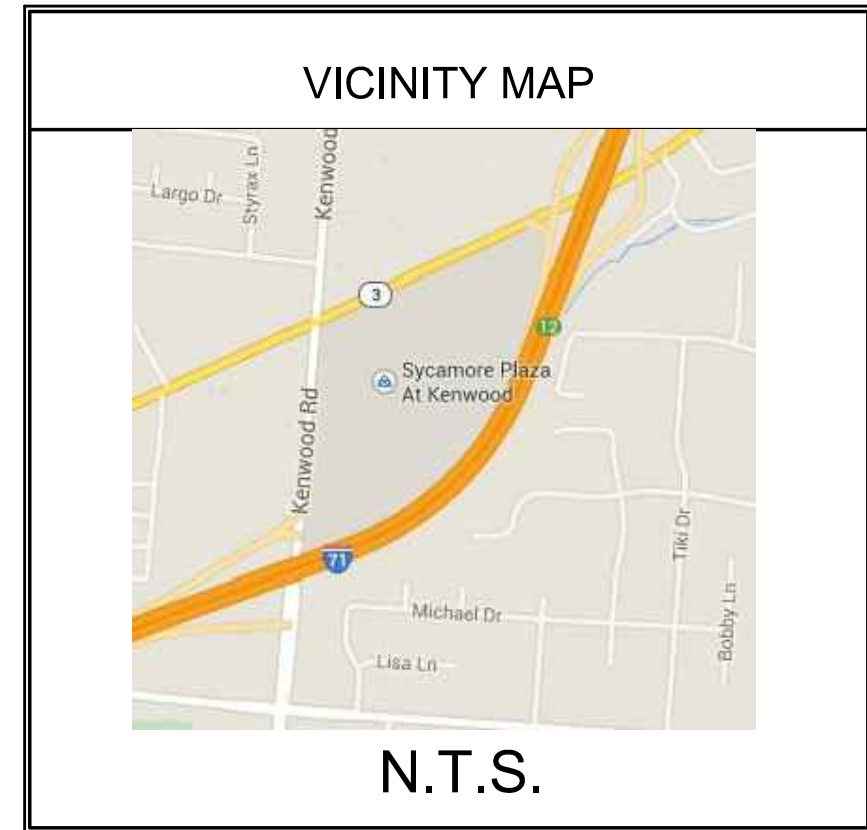 VICINITY MAP
Kenwood
Styrax Ln
Largo Dr
3
12
Sycamore Plaza
At Kenwood
Kenwood Rd
71
Tiki Dr
Michael Dr
Bobby Ln
Lisa Ln
N.T.S.